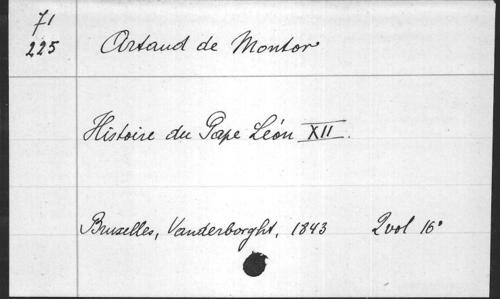 71
225
Artaud de Montor
Histoire du Pape Léon XII.
Bruxelles, Vanderborght, 1843 2 vol 16°